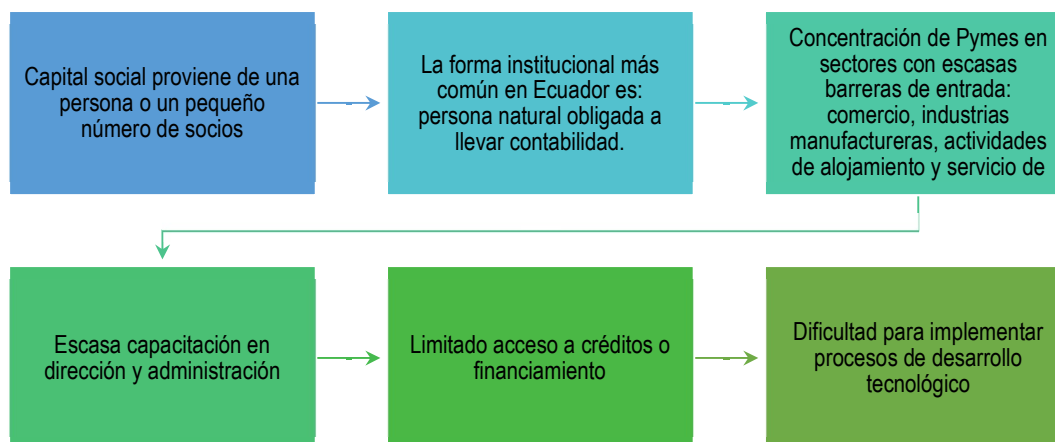 Capital social proviene de una
persona o un pequeño
número de socios
La forma institucional más
común en Ecuador es:
persona natural obligada a
llevar contabilidad.
Concentración de Pymes en
sectores con escasas
barreras de entrada:
comercio, industrias
manufactureras, actividades
de alojamiento y servicio de
Escasa capacitación en
dirección y administración
Limitado acceso a créditos o
financiamiento
Dificultad para implementar
procesos de desarrollo
tecnológico